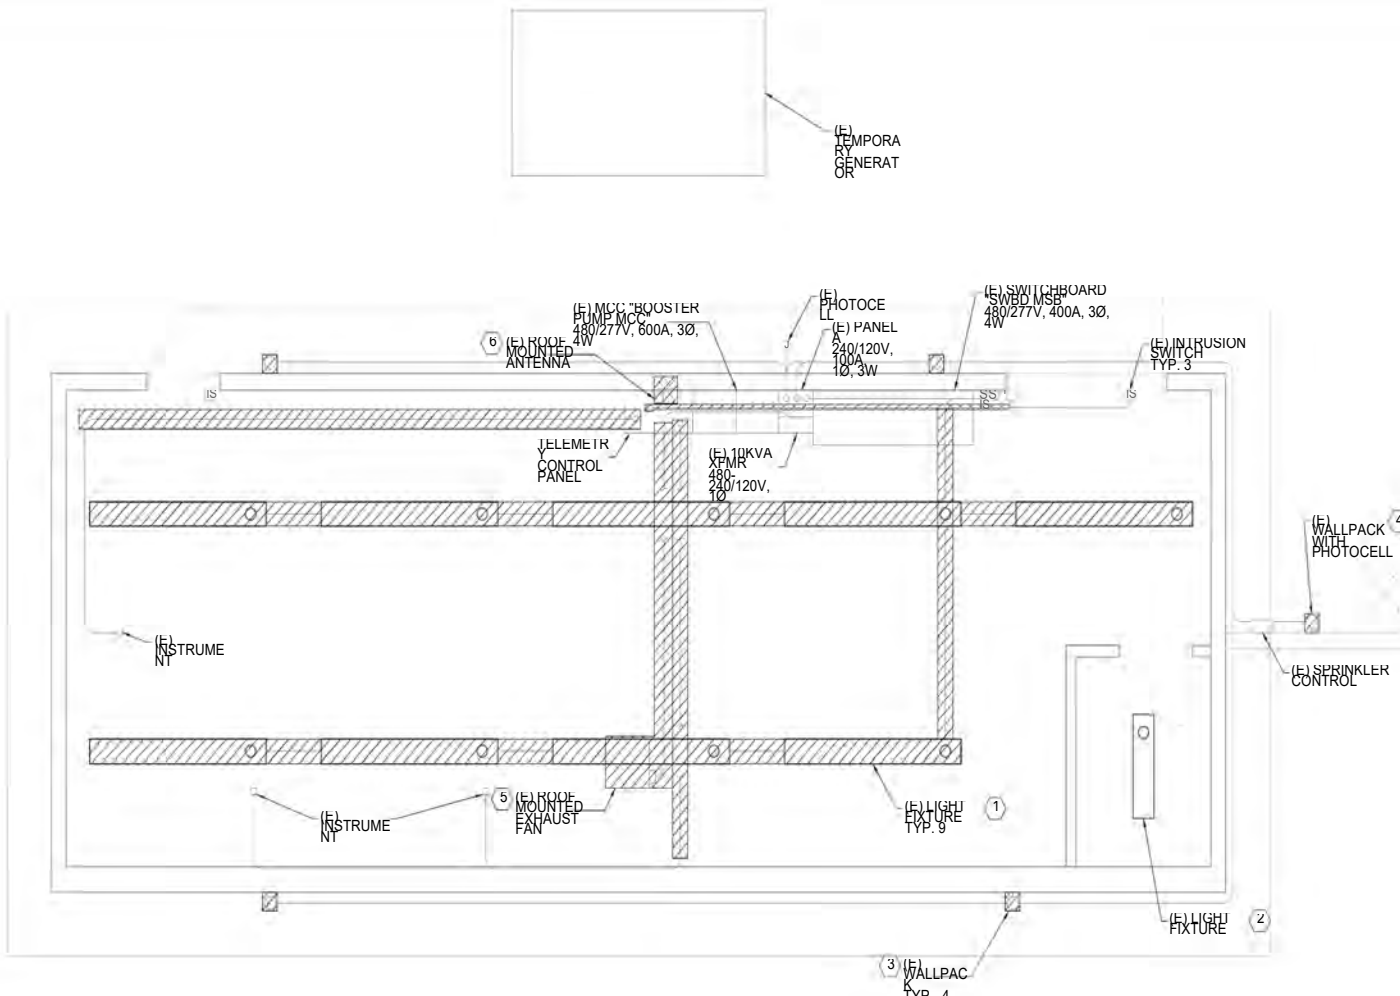 (E)
TEMPORA
RY
GENERAT
OR
(E) MCC "BOOSTER
PUMP MCC"
480/277V, 600A, 3Ø,
4W
(E)
PHOTOCE
LL
(E) PANEL
A
240/120V,
100A,
1Ø, 3W
(E) SWITCHBOARD
"SWBD MSB"
480/277V, 400A, 3Ø,
4W
6
(E) ROOF
MOUNTED
ANTENNA
(E) INTRUSION
SWITCH
TYP. 3
IS
IS
IS
TELEMETR
Y
CONTROL
PANEL
(E) 10KVA
XFMR
480-
240/120V,
1Ø
(E)
WALLPACK
WITH
PHOTOCELL
4
(E)
INSTRUME
NT
(E) SPRINKLER
CONTROL
(E)
INSTRUME
NT
5
(E) ROOF
MOUNTED
EXHAUST
FAN
(E) LIGHT
FIXTURE
TYP. 9
1
(E) LIGHT
FIXTURE
2
3
(E)
WALLPAC
K
TYP. 4